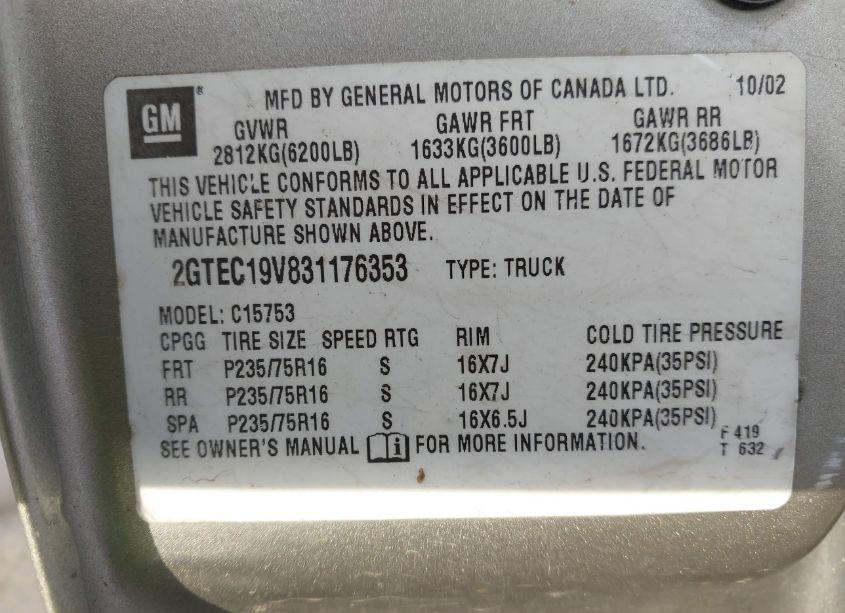 GM ® MFD BY GENERAL MOTORS OF CANADA LTD. 10/02
GVWR GAWR FRT GAWR RR
2812KG(6200LB) 1633KG(3600LB) 1672KG(3686LB)
THIS VEHICLE CONFORMS TO ALL APPLICABLE U.S. FEDERAL MOTOR
VEHICLE SAFETY STANDARDS IN EFFECT ON THE DATE OF
MANUFACTURE SHOWN ABOVE.
2GTEC19V831176353 TYPE: TRUCK
MODEL: C15753
CPGG TIRE SIZE SPEED RTG RIM COLD TIRE PRESSURE
FRT P235/75R16 S 16X7J 240KPA(35PSI)
RR P235/75R16 S 16X7J 240KPA(35PSI)
SPA P235/75R16 S 16X6.5J 240KPA(35PSI)
SEE OWNER'S MANUAL i FOR MORE INFORMATION.
F 419
T 632